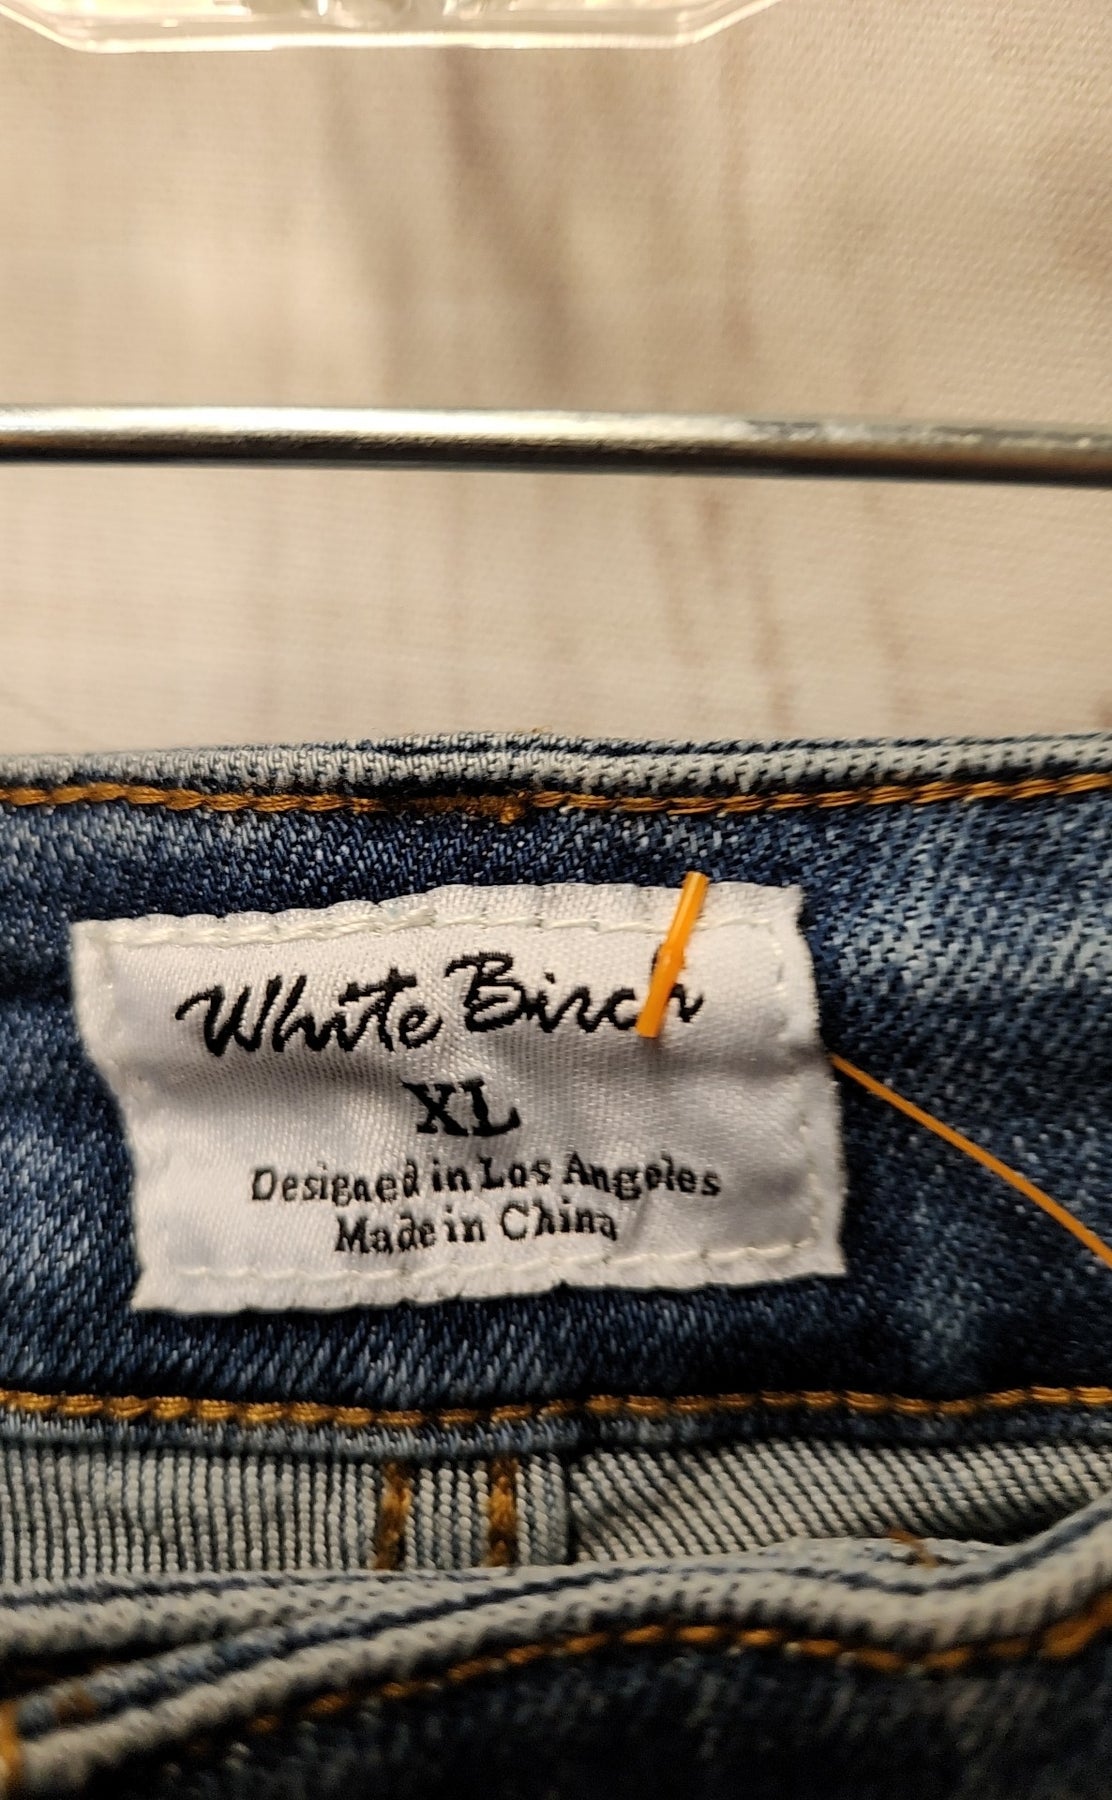 White Birch
XL
Designed in Los Angeles
Made in China